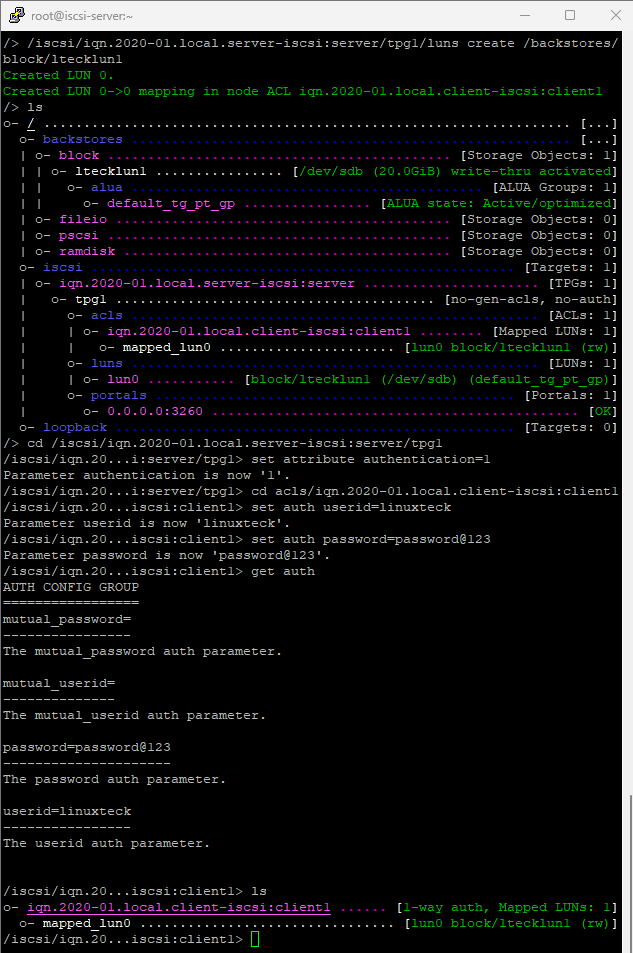 root@iscsi-server:~
/> /iscsi/iqn.2020-01.local.server-iscsi:server/tpg1/luns create /backstores/
block/ltecklun1
Created LUN 0.
Created LUN 0->0 mapping in node ACL iqn.2020-01.local.client-iscsi:client1
/> ls
o- / .................................................................. [...]
  o- backstores ......................................................... [...]
  | o- block ........................................... [Storage Objects: 1]
  | | o- ltecklun1 ................ [/dev/sdb (20.0GiB) write-thru activated]
  | |   o- alua ............................................ [ALUA Groups: 1]
  | |     o- default_tg_pt_gp ................ [ALUA state: Active/optimized]
  | o- fileio .......................................... [Storage Objects: 0]
  | o- pscsi ........................................... [Storage Objects: 0]
  | o- ramdisk ......................................... [Storage Objects: 0]
  o- iscsi ..................................................... [Targets: 1]
  | o- iqn.2020-01.local.server-iscsi:server ...................... [TPGs: 1]
  |   o- tpg1 ........................................ [no-gen-acls, no-auth]
  |     o- acls ................................................... [ACLs: 1]
  |     | o- iqn.2020-01.local.client-iscsi:client1 ........ [Mapped LUNs: 1]
  |     |   o- mapped_lun0 ...................... [lun0 block/ltecklun1 (rw)]
  |     o- luns ................................................... [LUNs: 1]
  |     | o- lun0 ........... [block/ltecklun1 (/dev/sdb) (default_tg_pt_gp)]
  |     o- portals ............................................. [Portals: 1]
  |       o- 0.0.0.0:3260 .............................................. [OK]
  o- loopback .................................................. [Targets: 0]
/> cd /iscsi/iqn.2020-01.local.server-iscsi:server/tpg1
/iscsi/iqn.20...i:server/tpg1> set attribute authentication=1
Parameter authentication is now '1'.
/iscsi/iqn.20...i:server/tpg1> cd acls/iqn.2020-01.local.client-iscsi:client1
/iscsi/iqn.20...iscsi:client1> set auth userid=linuxteck
Parameter userid is now 'linuxteck'.
/iscsi/iqn.20...iscsi:client1> set auth password=password@123
Parameter password is now 'password@123'.
/iscsi/iqn.20...iscsi:client1> get auth
AUTH CONFIG GROUP
=================
mutual_password=
----------------
The mutual_password auth parameter.

mutual_userid=
--------------
The mutual_userid auth parameter.

password=password@123
---------------------
The password auth parameter.

userid=linuxteck
----------------
The userid auth parameter.

/iscsi/iqn.20...iscsi:client1> ls
o- iqn.2020-01.local.client-iscsi:client1 ...... [1-way auth, Mapped LUNs: 1]
  o- mapped_lun0 ................................ [lun0 block/ltecklun1 (rw)]
/iscsi/iqn.20...iscsi:client1>